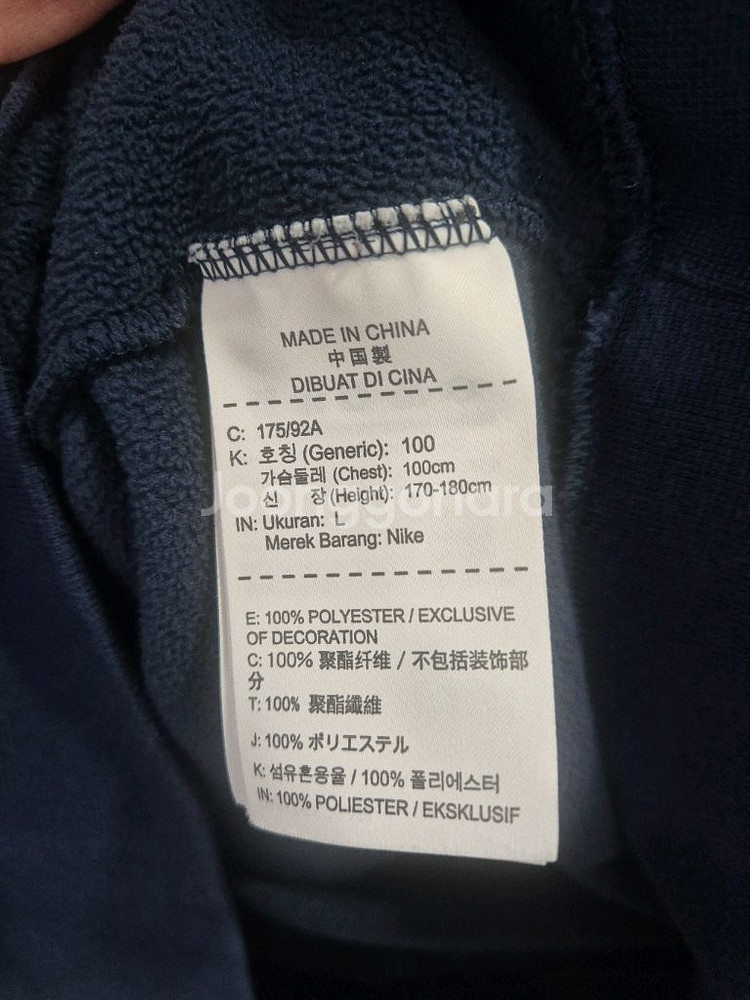 MADE IN CHINA
中国製
DIBUAT DI CINA
C: 175/92A
K: 호칭 (Generic): 100
가슴둘레 (Chest): 100cm
신 장 (Height): 170-180cm
Joonggonara
IN: Ukuran: L
Merek Barang: Nike
E: 100% POLYESTER / EXCLUSIVE
OF DECORATION
C: 100% 聚酯纤维 / 不包括装饰部
分
T: 100% 聚酯纖維
J: 100% ポリエステル
K: 섬유혼용율 / 100% 폴리에스터
IN: 100% POLIESTER / EKSKLUSIF